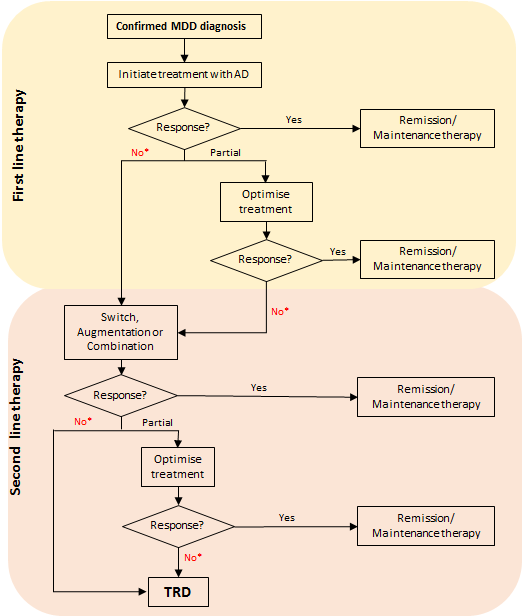 First line therapy
Confirmed MDD diagnosis
Initiate treatment with AD
Response?
Yes
Remission/
Maintenance therapy
No*
Partial
Optimise
treatment
Response?
Yes
Remission/
Maintenance therapy
No*
Second line therapy
Switch,
Augmentation or
Combination
Response?
Yes
Remission/
Maintenance therapy
No*
Partial
Optimise
treatment
Response?
Yes
Remission/
Maintenance therapy
No*
TRD